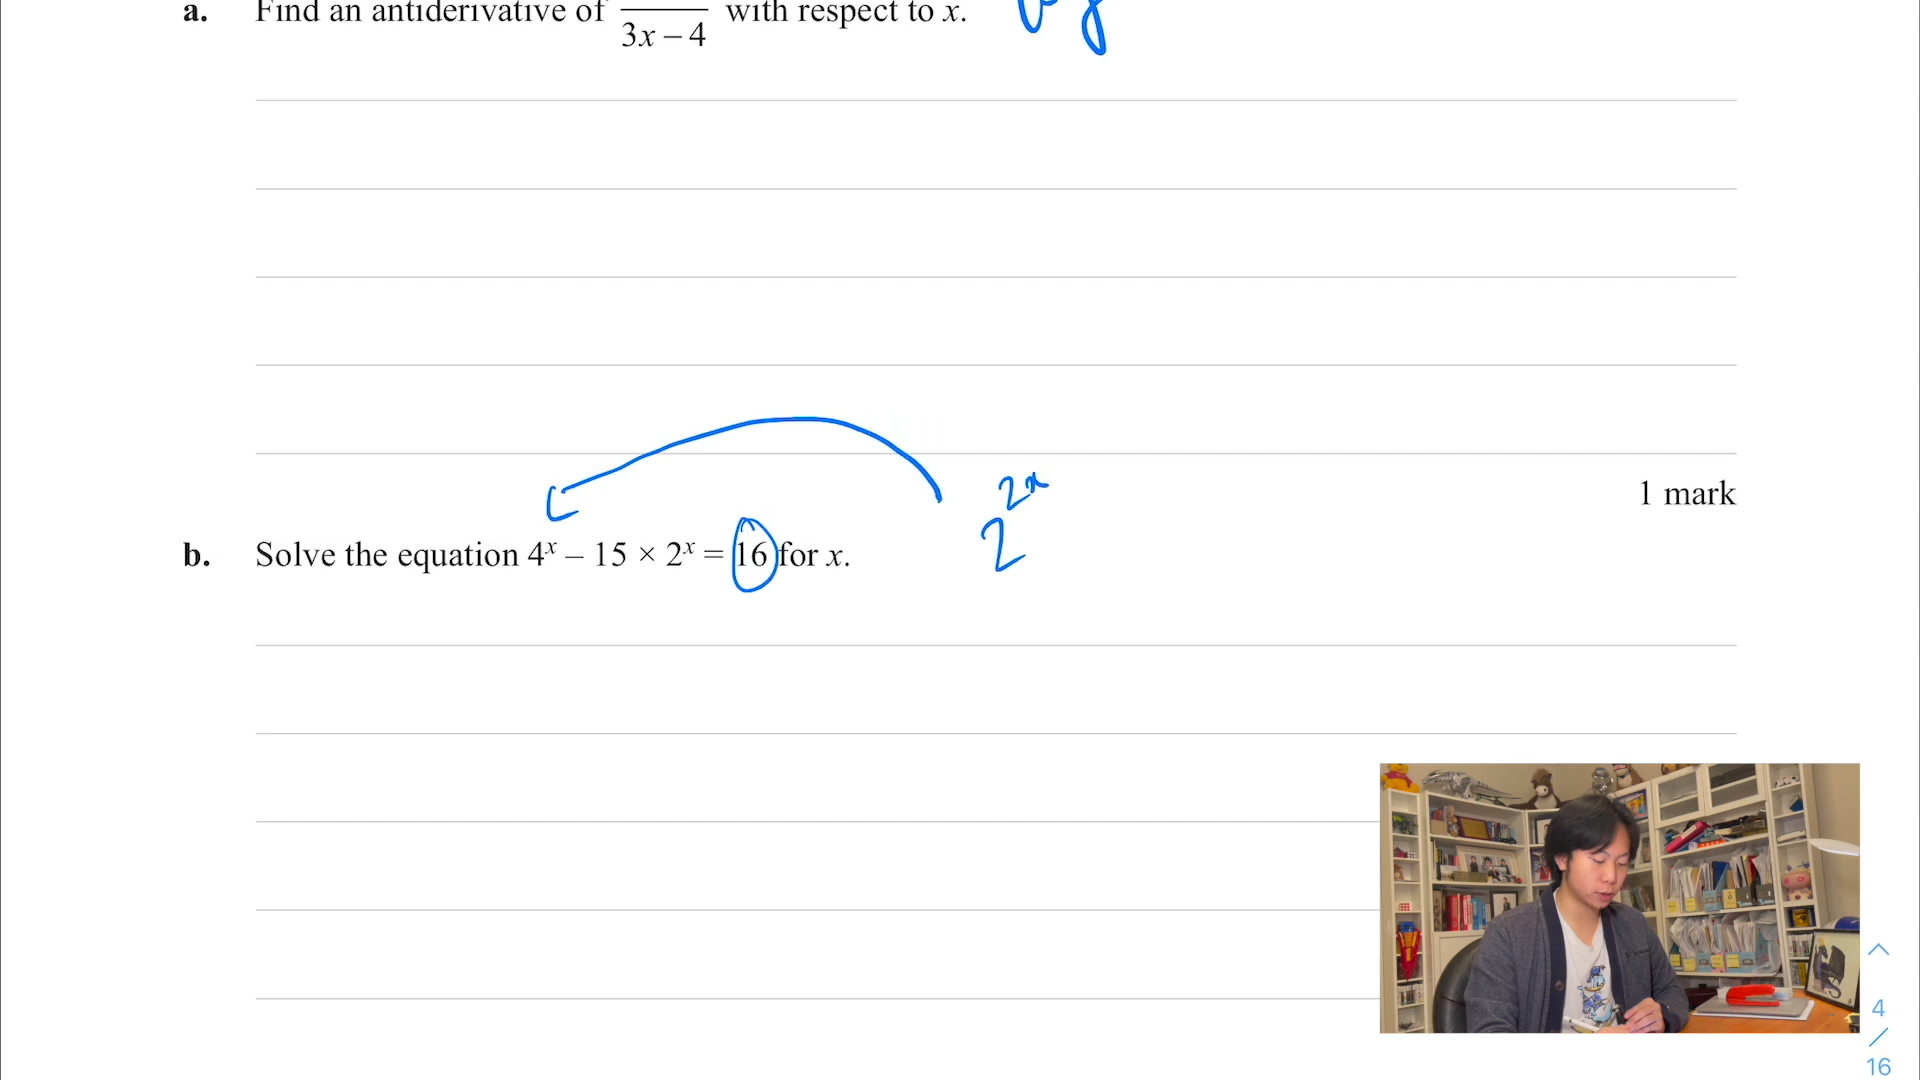 a. Find an antiderivative of 3x – 4 with respect to x.
1 mark
2^{2x}
b. Solve the equation 4^x – 15 × 2^x = 16 for x.
4
/
16